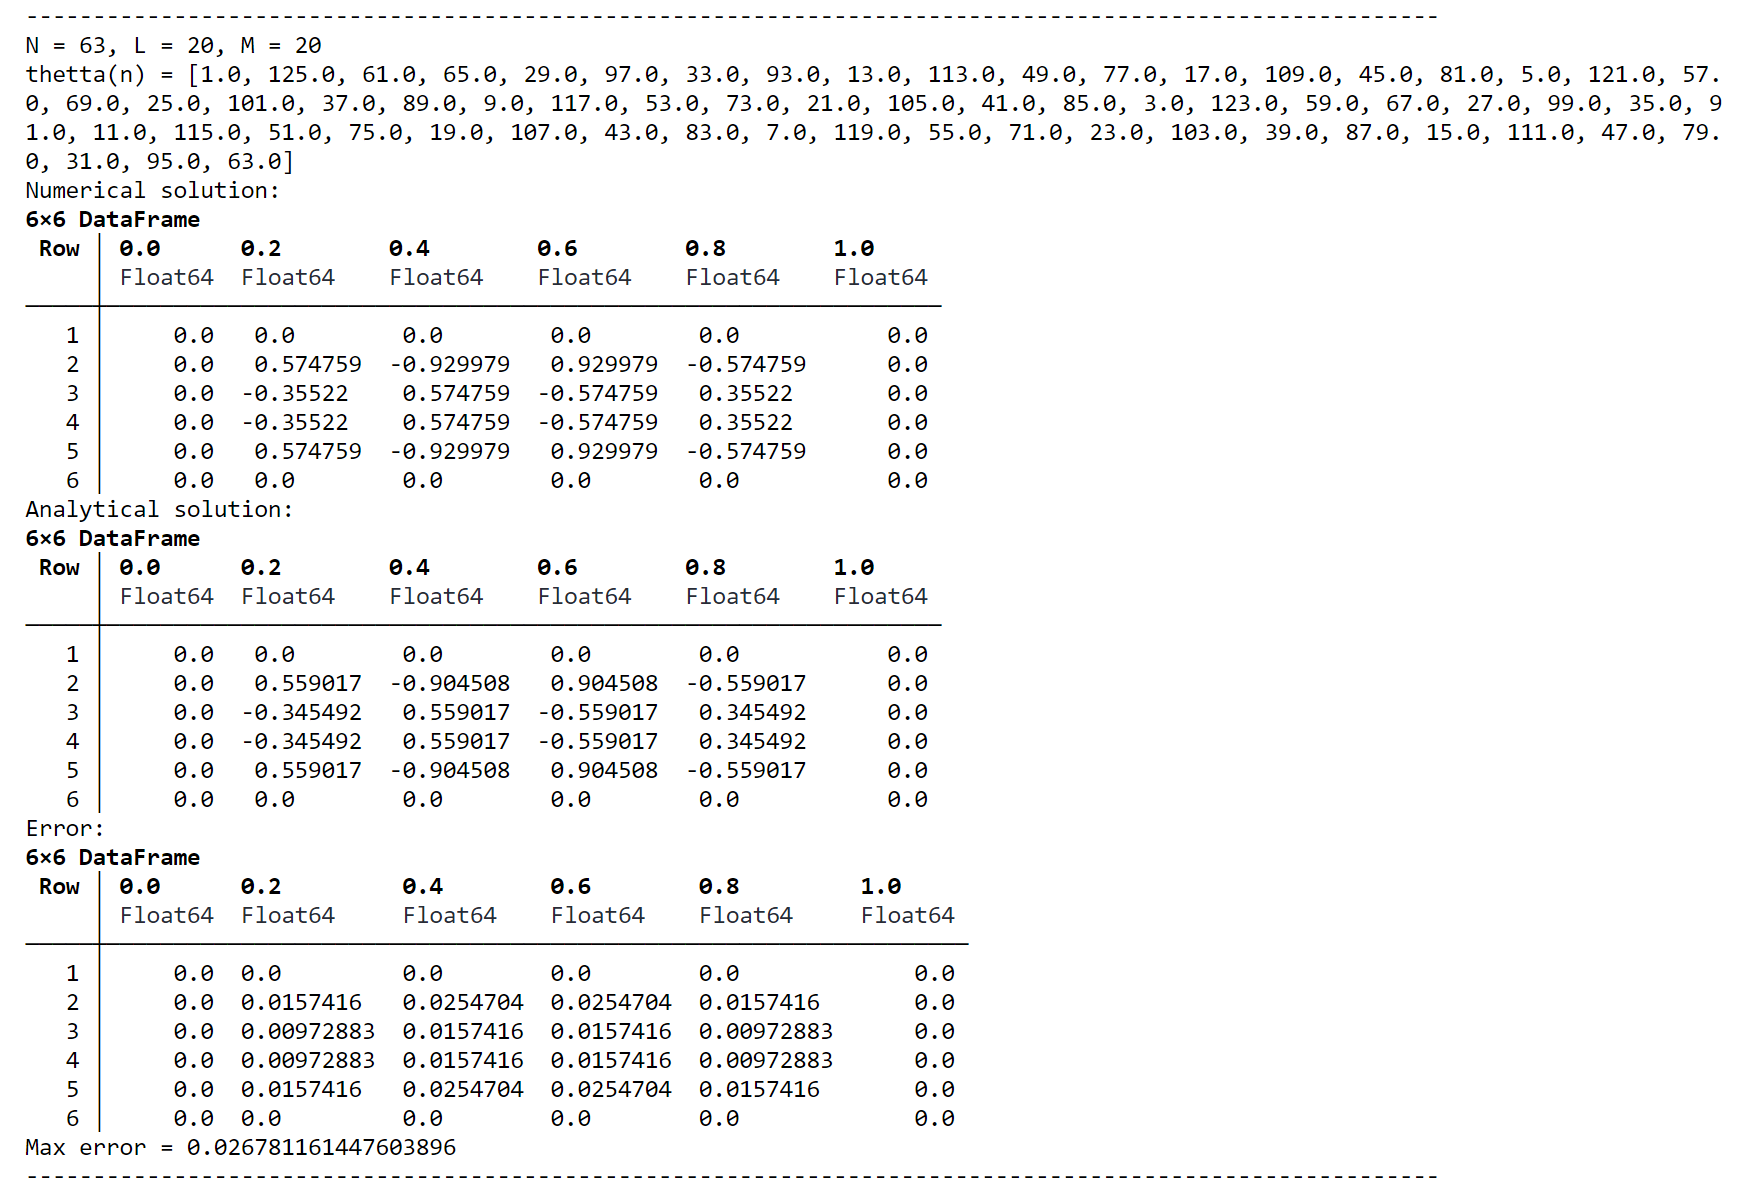 ---------------------------------------------------------------------------------------------------------
N = 63, L = 20, M = 20
thetta(n) = [1.0, 125.0, 61.0, 65.0, 29.0, 97.0, 33.0, 93.0, 13.0, 113.0, 49.0, 77.0, 17.0, 109.0, 45.0, 81.0, 5.0, 121.0, 57.
0, 69.0, 25.0, 101.0, 37.0, 89.0, 9.0, 117.0, 53.0, 73.0, 21.0, 105.0, 41.0, 85.0, 3.0, 123.0, 59.0, 67.0, 27.0, 99.0, 35.0, 9
1.0, 11.0, 115.0, 51.0, 75.0, 19.0, 107.0, 43.0, 83.0, 7.0, 119.0, 55.0, 71.0, 23.0, 103.0, 39.0, 87.0, 15.0, 111.0, 47.0, 79.
0, 31.0, 95.0, 63.0]
Numerical solution:
6×6 DataFrame
Row │ 0.0 0.2 0.4 0.6 0.8 1.0
│ Float64 Float64 Float64 Float64 Float64 Float64
1 │ 0.0 0.0 0.0 0.0 0.0 0.0
2 │ 0.0 0.574759 -0.929979 0.929979 -0.574759 0.0
3 │ 0.0 -0.35522 0.574759 -0.574759 0.35522 0.0
4 │ 0.0 -0.35522 0.574759 -0.574759 0.35522 0.0
5 │ 0.0 0.574759 -0.929979 0.929979 -0.574759 0.0
6 │ 0.0 0.0 0.0 0.0 0.0 0.0
Analytical solution:
6×6 DataFrame
Row │ 0.0 0.2 0.4 0.6 0.8 1.0
│ Float64 Float64 Float64 Float64 Float64 Float64
1 │ 0.0 0.0 0.0 0.0 0.0 0.0
2 │ 0.0 0.559017 -0.904508 0.904508 -0.559017 0.0
3 │ 0.0 -0.345492 0.559017 -0.559017 0.345492 0.0
4 │ 0.0 -0.345492 0.559017 -0.559017 0.345492 0.0
5 │ 0.0 0.559017 -0.904508 0.904508 -0.559017 0.0
6 │ 0.0 0.0 0.0 0.0 0.0 0.0
Error:
6×6 DataFrame
Row │ 0.0 0.2 0.4 0.6 0.8 1.0
│ Float64 Float64 Float64 Float64 Float64 Float64
1 │ 0.0 0.0 0.0 0.0 0.0 0.0
2 │ 0.0 0.0157416 0.0254704 0.0254704 0.0157416 0.0
3 │ 0.0 0.00972883 0.0157416 0.0157416 0.00972883 0.0
4 │ 0.0 0.00972883 0.0157416 0.0157416 0.00972883 0.0
5 │ 0.0 0.0157416 0.0254704 0.0254704 0.0157416 0.0
6 │ 0.0 0.0 0.0 0.0 0.0 0.0
Max error = 0.026781161447603896
---------------------------------------------------------------------------------------------------------